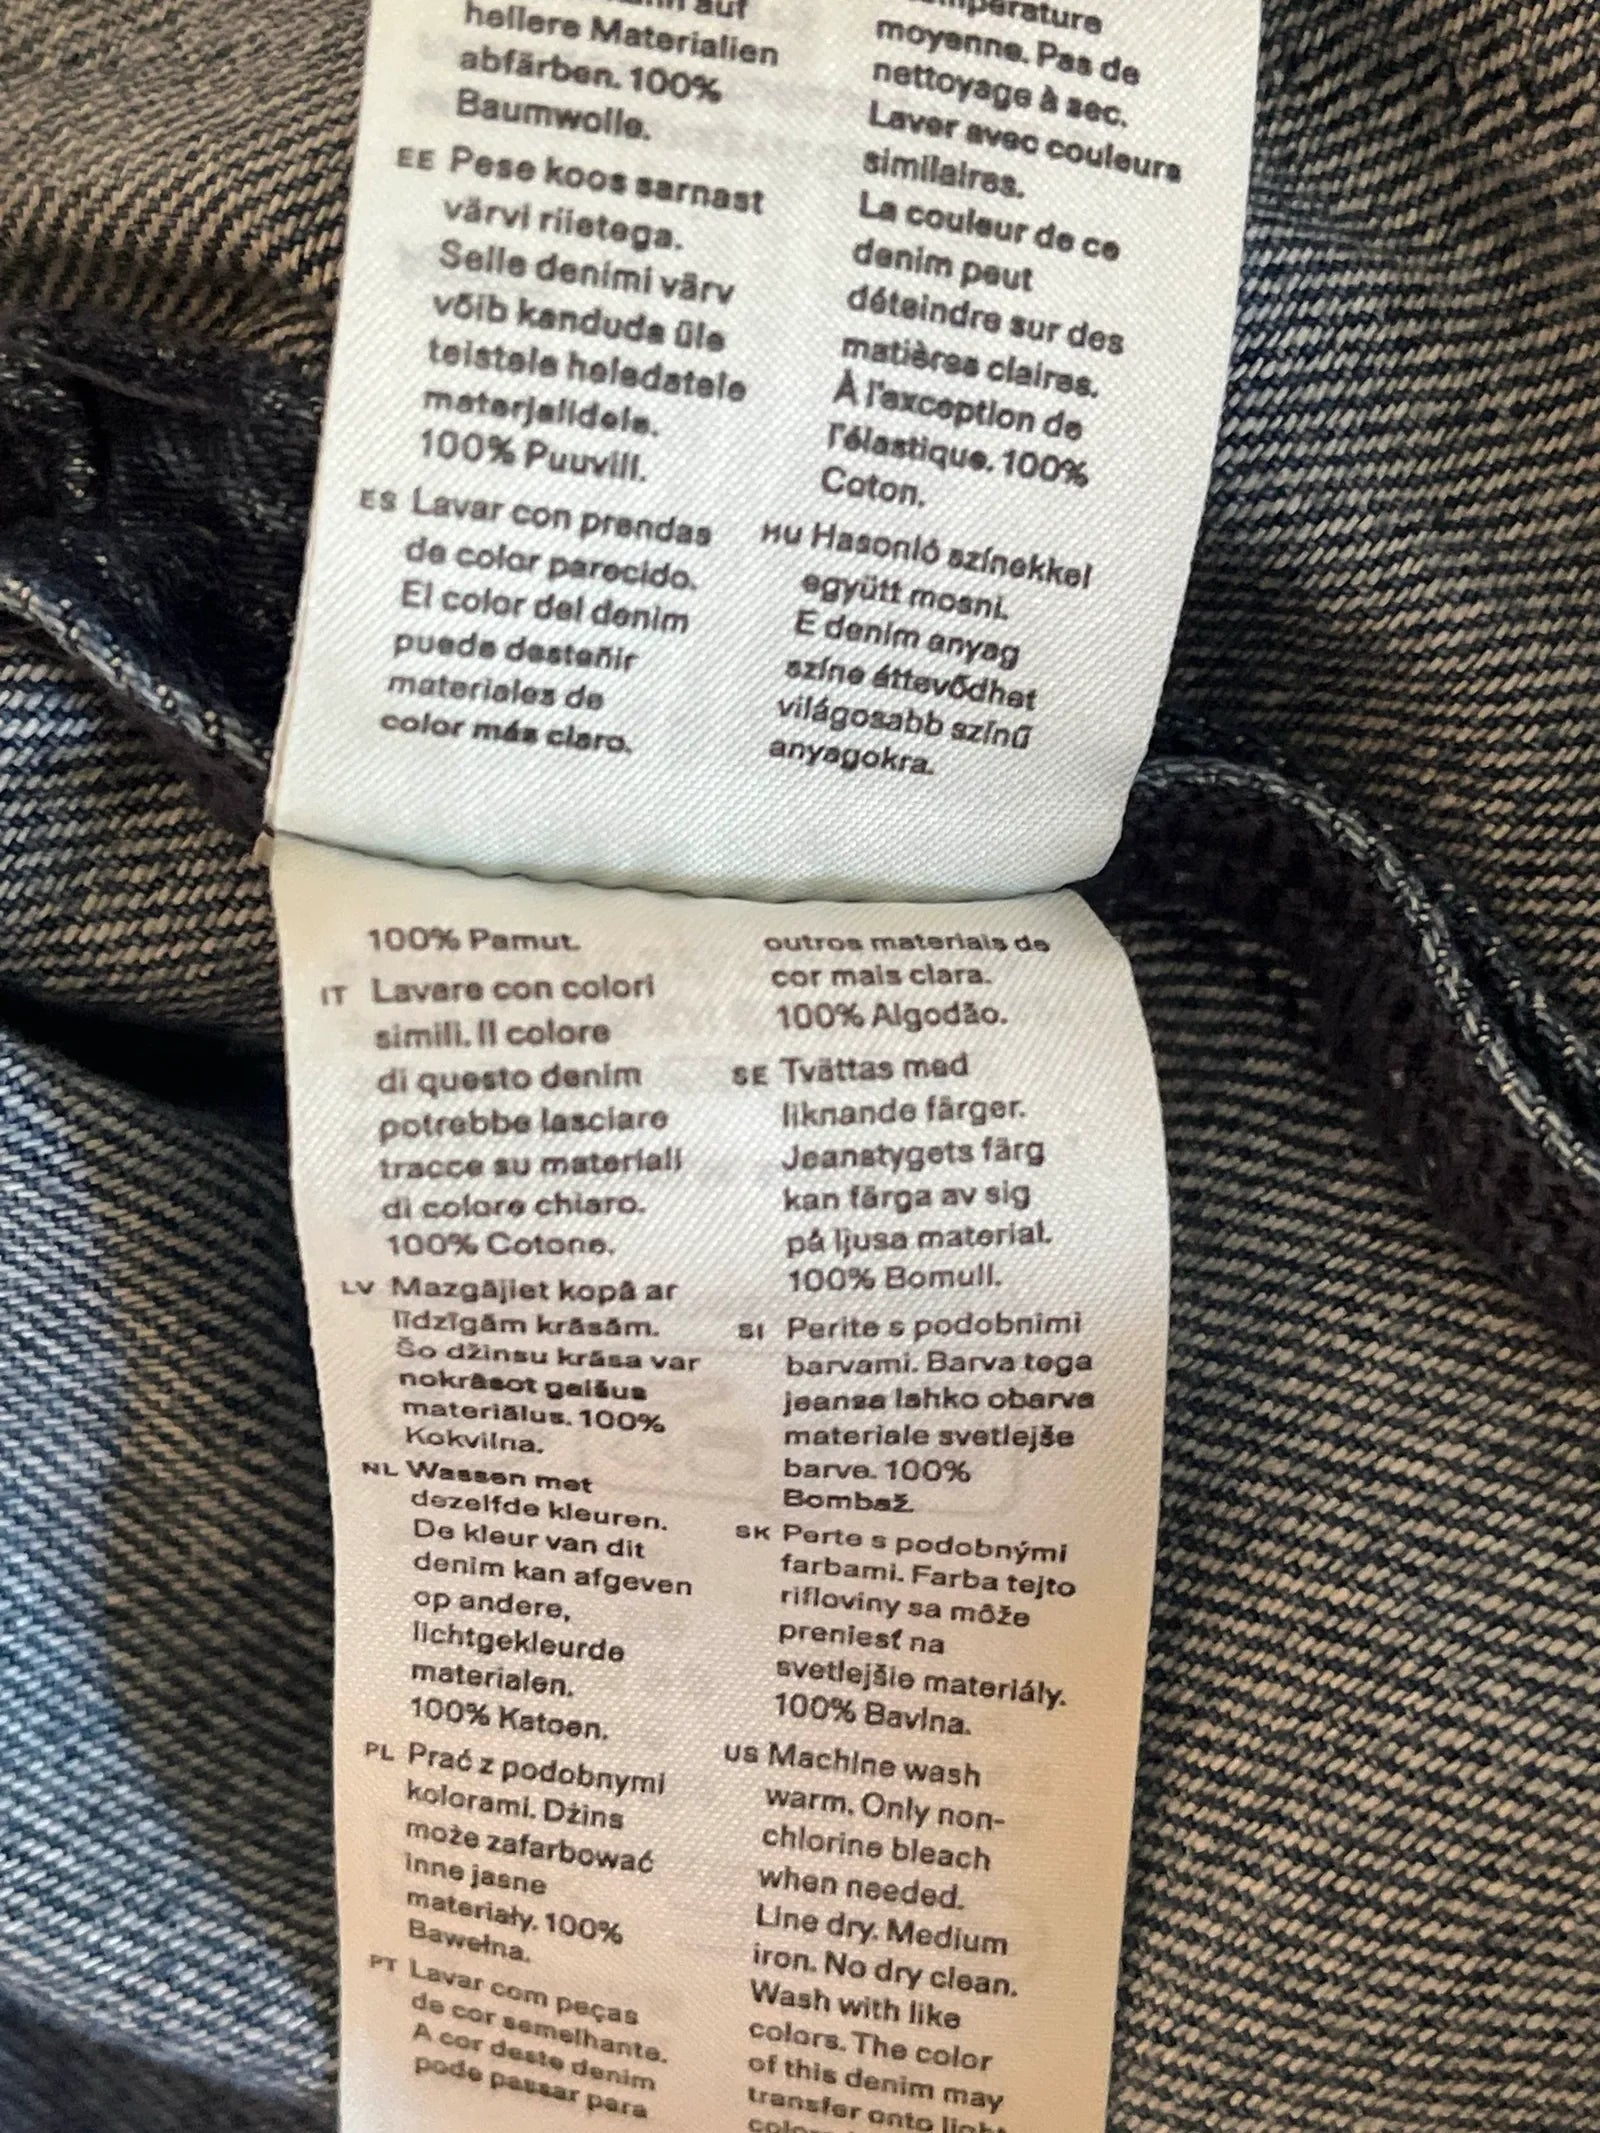 auf
hellere Materialien
abfärben. 100%
Baumwolle.
EE Pese koos sarnast
värvi riietega.
Selle denimi värv
võib kanduda üle
teistele heledatele
materjalidele.
100% Puuvill.
ES Lavar con prendas
de color parecido.
El color del denim
puede desteñir
materiales de
color más claro.
moyenne. Pas de
nettoyage à sec.
Laver avec couleurs
similaires.
La couleur de ce
denim peut
déteindre sur des
matières claires.
À l'exception de
l'élastique. 100%
Coton.
HU Hasonló színekkel
együtt mosni.
E denim anyag
színe áttevődhet
világosabb színű
anyagokra.
100% Pamut.
IT Lavare con colori
simili. Il colore
di questo denim
potrebbe lasciare
tracce su materiali
di colore chiaro.
100% Cotone.
LV Mazgājiet kopā ar
līdzīgām krāsām.
Šo džinsu krāsa var
nokrāsot gaišus
materiālus. 100%
Kokvilna.
NL Wassen met
dezelfde kleuren.
De kleur van dit
denim kan afgeven
op andere,
lichtgekleurde
materialen.
100% Katoen.
PL Prać z podobnymi
kolorami. Dżins
może zafarbować
inne jasne
materiały. 100%
Bawełna.
PT Lavar com peças
de cor semelhante.
A cor deste denim
pode passar para
outros materiais de
cor mais clara.
100% Algodão.
SE Tvättas med
liknande färger.
Jeanstygets färg
kan färga av sig
på ljusa material.
100% Bomull.
SI Perite s podobnimi
barvami. Barva tega
jeansa lahko obarva
materiale svetlejše
barve. 100%
Bombaž.
SK Perte s podobnými
farbami. Farba tejto
rifloviny sa môže
preniesť na
svetlejšie materiály.
100% Bavlna.
US Machine wash
warm. Only non-
chlorine bleach
when needed.
Line dry. Medium
iron. No dry clean.
Wash with like
colors. The color
of this denim may
transfer onto light